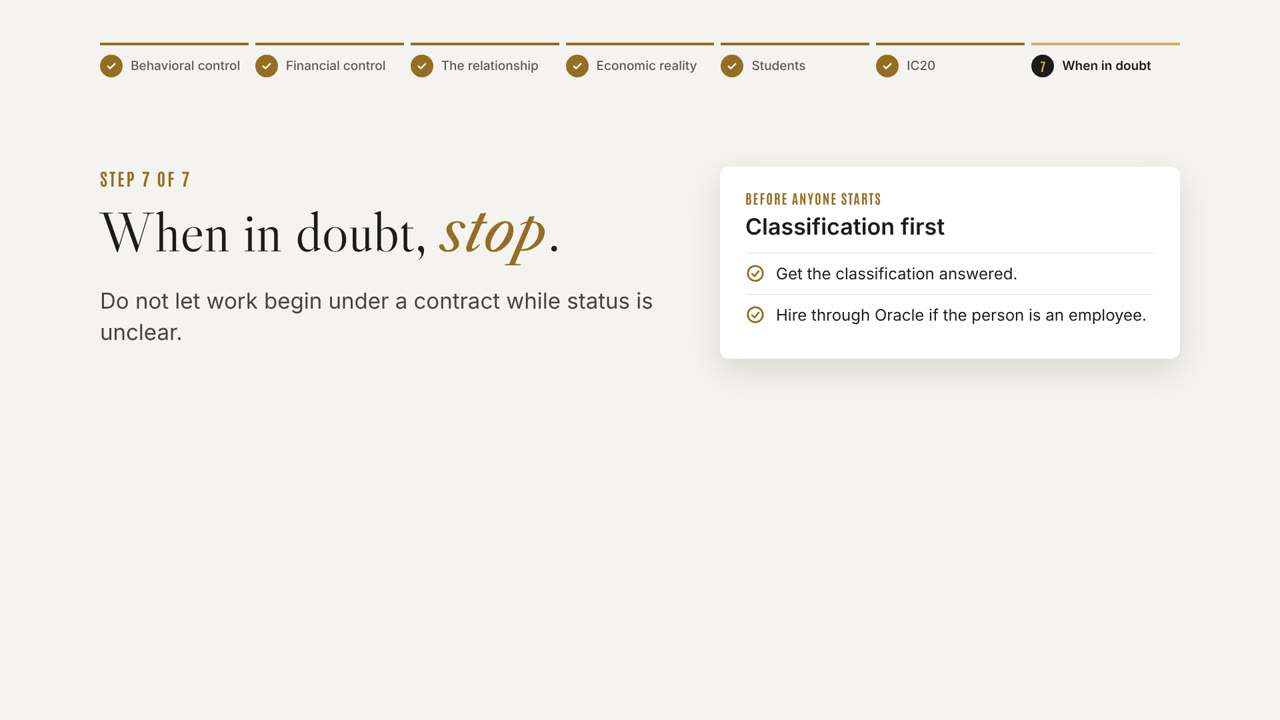 Behavioral control
Financial control
The relationship
Economic reality
Students
IC20
7 When in doubt
STEP 7 OF 7
When in doubt, stop.
Do not let work begin under a contract while status is
unclear.
BEFORE ANYONE STARTS
Classification first
Get the classification answered.
Hire through Oracle if the person is an employee.